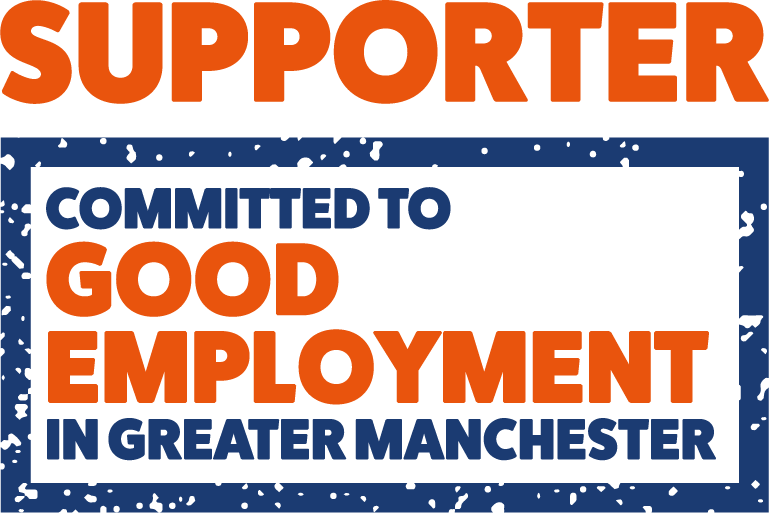 SUPPORTER
COMMITTED TO
GOOD
EMPLOYMENT
IN GREATER MANCHESTER